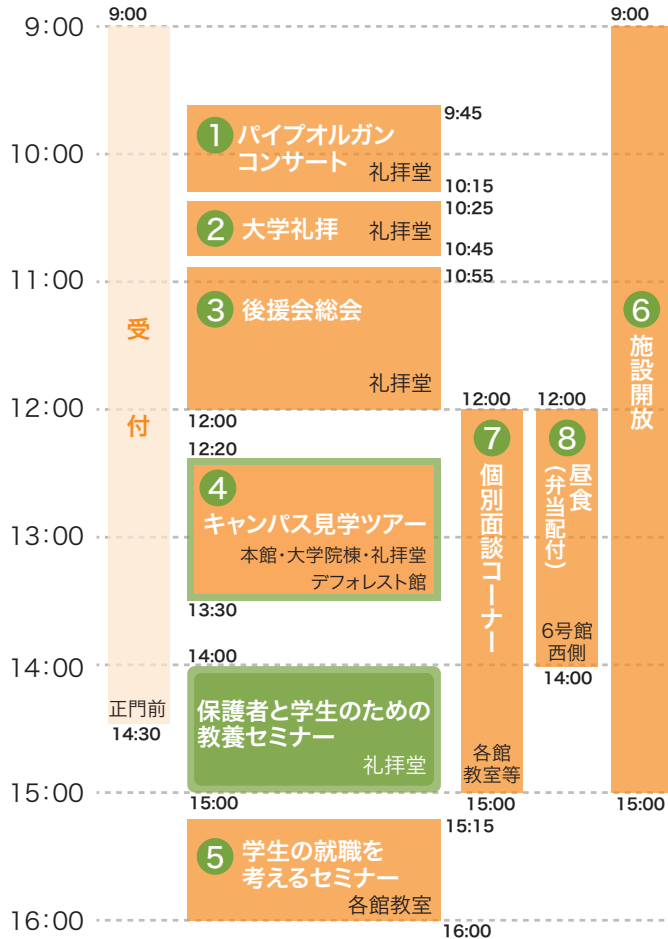 9:00
10:00
11:00
12:00
13:00
14:00
15:00
16:00
9:00
受付
正門前
14:30
9:45
1 パイプオルガン
コンサート
礼拝堂
10:15
10:25
2 大学礼拝
礼拝堂
10:45
10:55
3 後援会総会
礼拝堂
12:00
12:20
4
キャンパス見学ツアー
本館・大学院棟・礼拝堂
デフォレスト館
13:30
14:00
保護者と学生のための
教養セミナー
礼拝堂
15:00
15:15
5 学生の就職を
考えるセミナー
各館教室
16:00
12:00
7
個別面談コーナー
各館
教室等
15:00
12:00
8
昼食
(弁当配付)
6号館
西側
14:00
9:00
6
施設開放
15:00